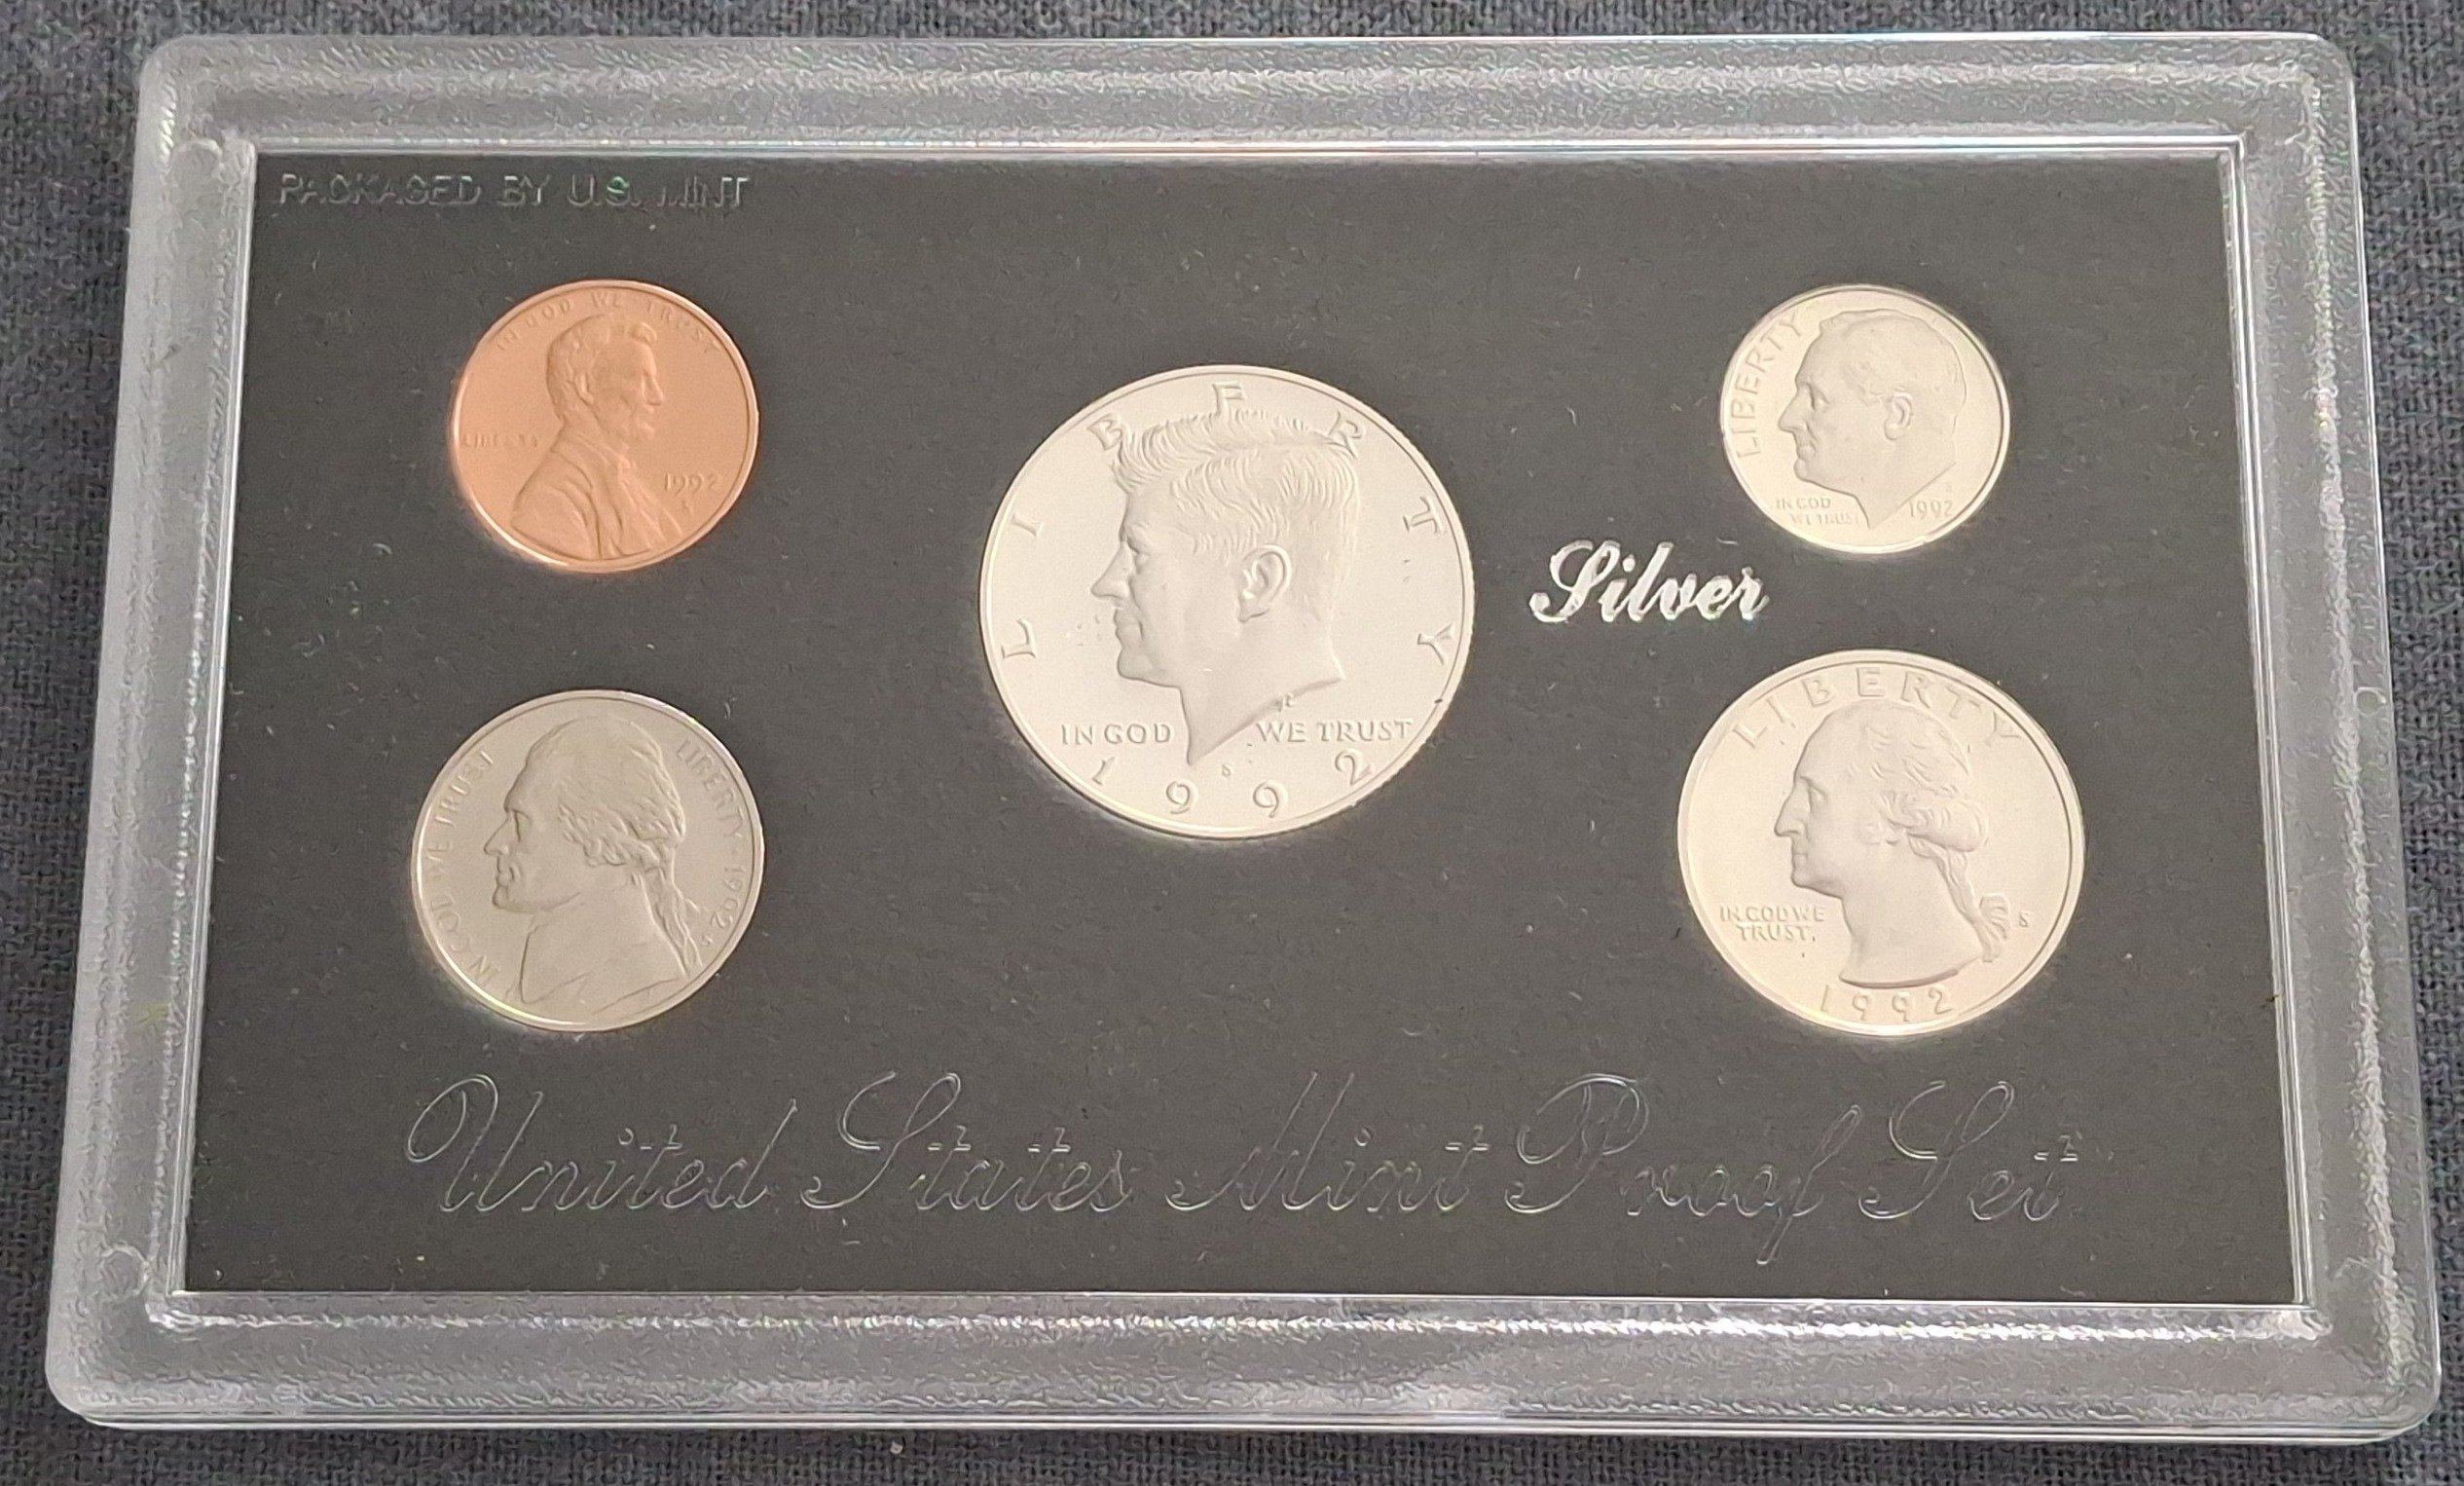 PACKAGED BY U.S. MINT
IN GOD WE TRUST
LIBERTY
1992
S
LIBERTY
IN GOD WE TRUST
S
1992
LIBERTY
IN GOD
WE TRUST
S
1992
Silver
IN GOD WE TRUST
LIBERTY · 1992
S
LIBERTY
IN GOD WE
TRUST
S
1992
United States Mint Proof Set